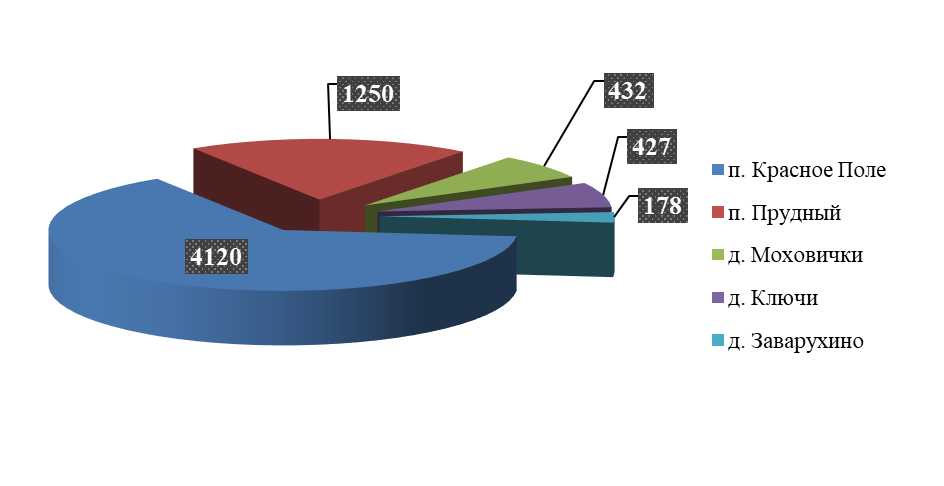 1250
432
427
178
4120
п. Красное Поле
п. Прудный
д. Моховички
д. Ключи
д. Заварухино